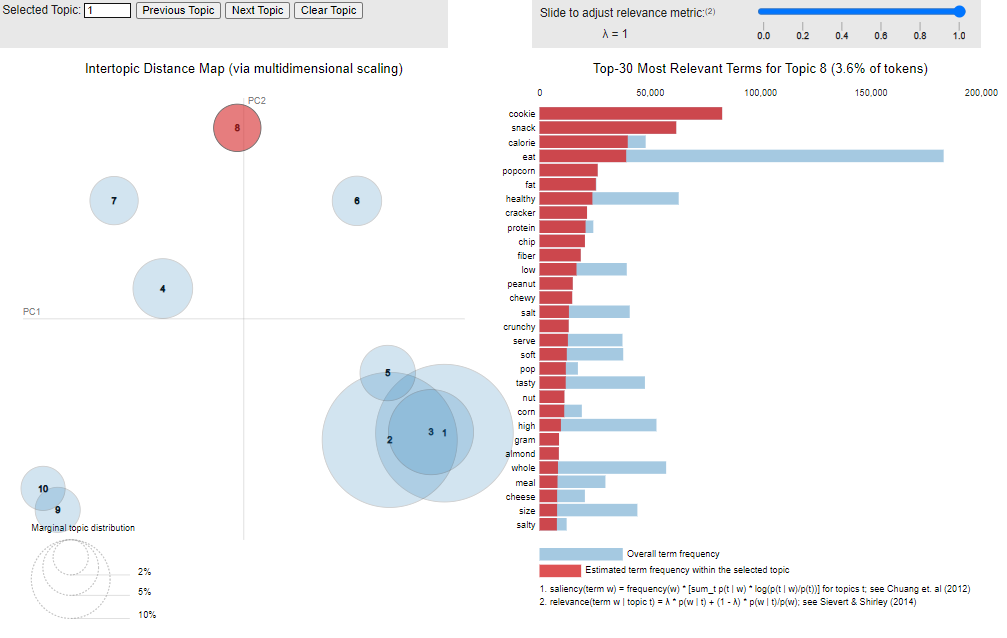 Selected Topic: 1 Previous Topic Next Topic Clear Topic
Slide to adjust relevance metric:(2)
λ = 1
0.0 0.2 0.4 0.6 0.8 1.0
Intertopic Distance Map (via multidimensional scaling)
PC2
PC1
8
7
6
4
5
2
3
1
10
9
Marginal topic distribution
2%
5%
10%
Top-30 Most Relevant Terms for Topic 8 (3.6% of tokens)
0 50,000 100,000 150,000 200,000
cookie
snack
calorie
eat
popcorn
fat
healthy
cracker
protein
chip
fiber
low
peanut
chewy
salt
crunchy
serve
soft
pop
tasty
nut
corn
high
gram
almond
whole
meal
cheese
size
salty
Overall term frequency
Estimated term frequency within the selected topic
1. saliency(term w) = frequency(w) * [sum_t p(t | w) * log(p(t | w)/p(t))] for topics t; see Chuang et. al (2012)
2. relevance(term w | topic t) = λ * p(w | t) + (1 - λ) * p(w | t)/p(w); see Sievert & Shirley (2014)